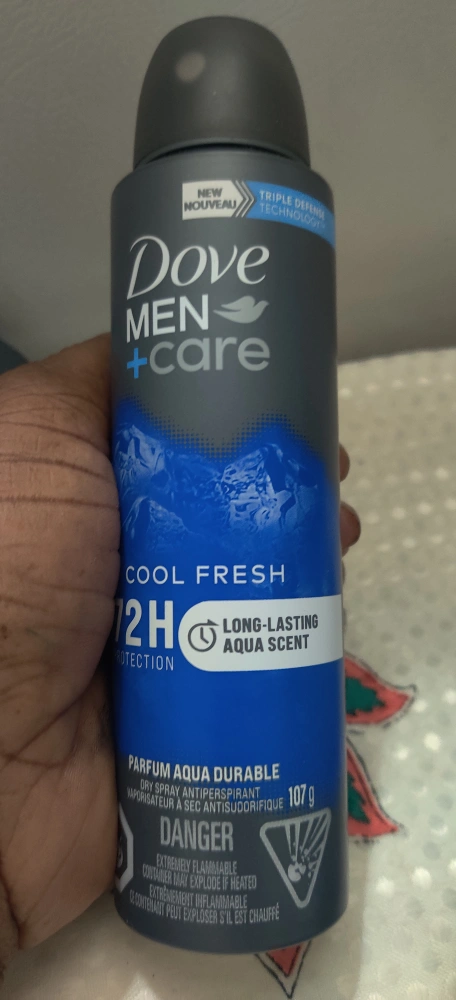 NEW
NOUVEAU
TRIPLE DEFENSE
TECHNOLOGY
Dove
MEN
+care
COOL FRESH
72H
PROTECTION
LONG-LASTING
AQUA SCENT
PARFUM AQUA DURABLE
DRY SPRAY ANTIPERSPIRANT
VAPORISATEUR À SEC ANTISUDORIFIQUE 107 g
DANGER
EXTREMELY FLAMMABLE
CONTAINER MAY EXPLODE IF HEATED
EXTRÊMEMENT INFLAMMABLE
CE CONTENANT PEUT EXPLOSER S'IL EST CHAUFFÉ